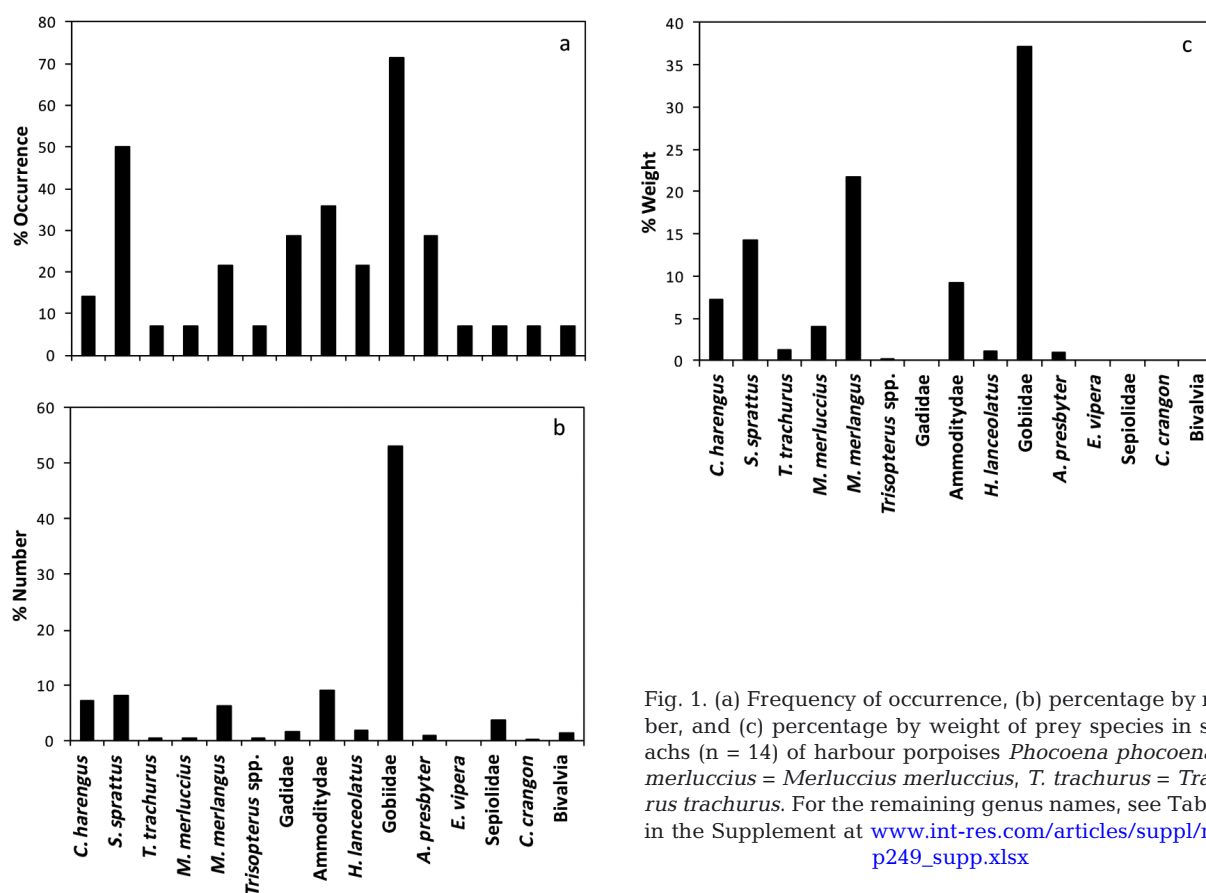 80
70
60
50
40
30
20
10
0
% Occurrence
a
60
50
40
30
20
10
0
% Number
b
C. harengus
S. sprattus
T. trachurus
M. merluccius
M. merlangus
Trisopterus spp.
Gadidae
Ammoditydae
H. lanceolatus
Gobiidae
A. presbyter
E. vipera
Sepiolidae
C. crangon
Bivalvia
40
35
30
25
20
15
10
5
0
% Weight
c
C. harengus
S. sprattus
T. trachurus
M. merluccius
M. merlangus
Trisopterus spp.
Gadidae
Ammoditydae
H. lanceolatus
Gobiidae
A. presbyter
E. vipera
Sepiolidae
C. crangon
Bivalvia
Fig. 1. (a) Frequency of occurrence, (b) percentage by
ber, and (c) percentage by weight of prey species in
achs (n = 14) of harbour porpoises Phocoena phocoena
merluccius = Merluccius merluccius, T. trachurus = Tra
rus trachurus. For the remaining genus names, see Tab
in the Supplement at www.int-res.com/articles/suppl/
p249_supp.xlsx